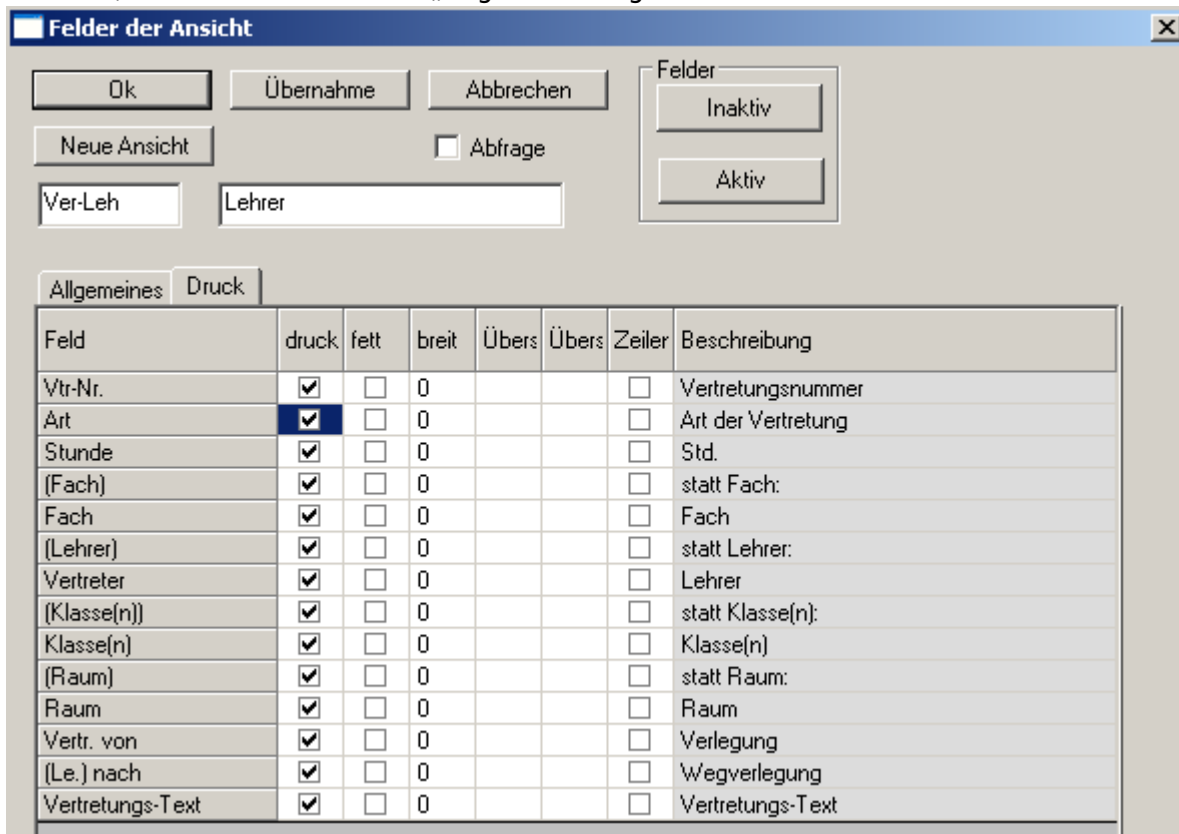 Felder der Ansicht
Ok Übernahme Abbrechen Felder
Inaktiv
Neue Ansicht Abfrage
Aktiv
Ver-Leh Lehrer
Allgemeines Druck
Feld druck fett breit Übers Übers Zeiler Beschreibung
Vtr-Nr. 0 Vertretungsnummer
Art 0 Art der Vertretung
Stunde 0 Std.
(Fach) 0 statt Fach:
Fach 0 Fach
(Lehrer) 0 statt Lehrer:
Vertreter 0 Lehrer
(Klasse(n)) 0 statt Klasse(n):
Klasse(n) 0 Klasse(n)
(Raum) 0 statt Raum:
Raum 0 Raum
Vertr. von 0 Verlegung
(Le.) nach 0 Wegverlegung
Vertretungs-Text 0 Vertretungs-Text